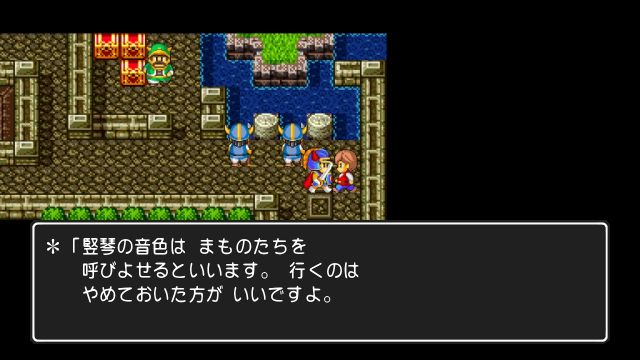 ＊「竪琴の音色は まものたちを
呼びよせるといいます。 行くのは
やめておいた方が いいですよ。